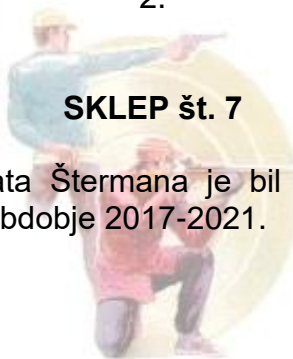 2.
SKLEP št. 7
ata Štermana je bil
bdobje 2017-2021.